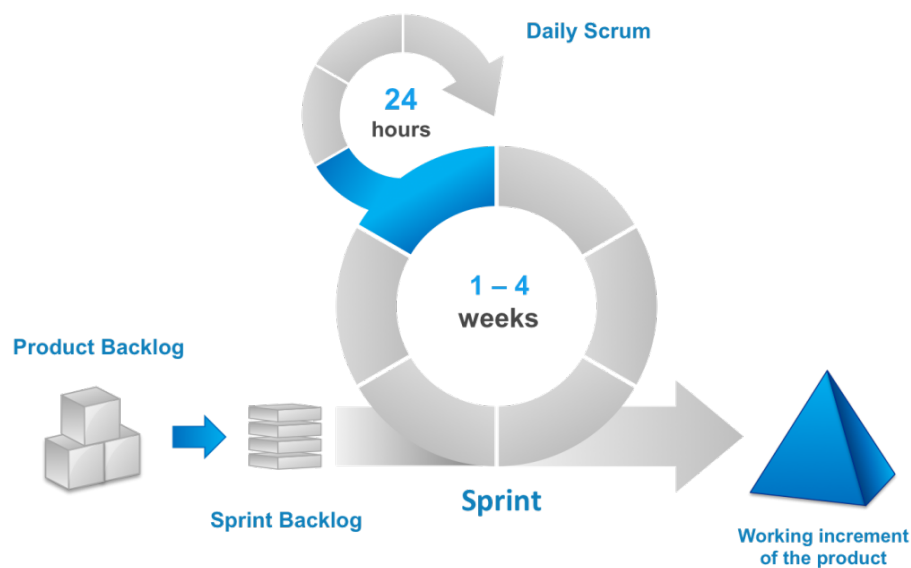 Daily Scrum
24
hours
1 – 4
weeks
Product Backlog
Sprint Backlog
Sprint
Working increment
of the product